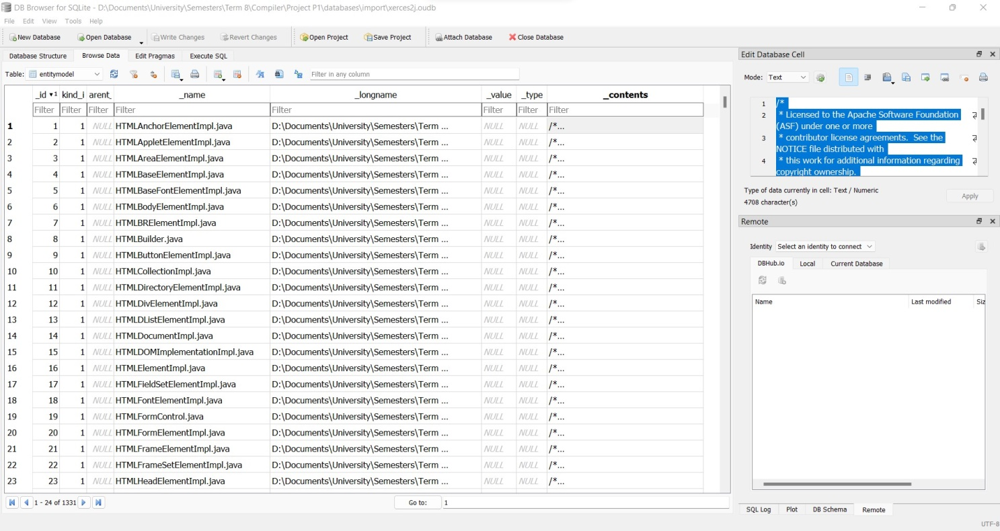 DB Browser for SQLite - D:\Documents\University\Semesters\Term 8\Compiler\Project P1\databases\import\xerces2j.oudb
File Edit View Tools Help
New Database Open Database Write Changes Revert Changes Open Project Save Project Attach Database Close Database
Database Structure Browse Data Edit Pragmas Execute SQL
Table: entitymodel Filter in any column
_id 1 kind_i arent_ _name _longname _value _type _contents
Filter Filter Filter Filter Filter Filter Filter Filter
1 1 1 NULL HTMLAnchorElementImpl.java D:\Documents\University\Semesters\Term ... NULL NULL /*...
2 2 1 NULL HTMLAppletElementImpl.java D:\Documents\University\Semesters\Term ... NULL NULL /*...
3 3 1 NULL HTMLAreaElementImpl.java D:\Documents\University\Semesters\Term ... NULL NULL /*...
4 4 1 NULL HTMLBaseElementImpl.java D:\Documents\University\Semesters\Term ... NULL NULL /*...
5 5 1 NULL HTMLBaseFontElementImpl.java D:\Documents\University\Semesters\Term ... NULL NULL /*...
6 6 1 NULL HTMLBodyElementImpl.java D:\Documents\University\Semesters\Term ... NULL NULL /*...
7 7 1 NULL HTMLBRElementImpl.java D:\Documents\University\Semesters\Term ... NULL NULL /*...
8 8 1 NULL HTMLBuilder.java D:\Documents\University\Semesters\Term ... NULL NULL /*...
9 9 1 NULL HTMLButtonElementImpl.java D:\Documents\University\Semesters\Term ... NULL NULL /*...
10 10 1 NULL HTMLCollectionImpl.java D:\Documents\University\Semesters\Term ... NULL NULL /*...
11 11 1 NULL HTMLDirectoryElementImpl.java D:\Documents\University\Semesters\Term ... NULL NULL /*...
12 12 1 NULL HTMLDivElementImpl.java D:\Documents\University\Semesters\Term ... NULL NULL /*...
13 13 1 NULL HTMLDListElementImpl.java D:\Documents\University\Semesters\Term ... NULL NULL /*...
14 14 1 NULL HTMLDocumentImpl.java D:\Documents\University\Semesters\Term ... NULL NULL /*...
15 15 1 NULL HTMLDOMImplementationImpl.java D:\Documents\University\Semesters\Term ... NULL NULL /*...
16 16 1 NULL HTMLElementImpl.java D:\Documents\University\Semesters\Term ... NULL NULL /*...
17 17 1 NULL HTMLFieldSetElementImpl.java D:\Documents\University\Semesters\Term ... NULL NULL /*...
18 18 1 NULL HTMLFontElementImpl.java D:\Documents\University\Semesters\Term ... NULL NULL /*...
19 19 1 NULL HTMLFormControl.java D:\Documents\University\Semesters\Term ... NULL NULL /*...
20 20 1 NULL HTMLFormElementImpl.java D:\Documents\University\Semesters\Term ... NULL NULL /*...
21 21 1 NULL HTMLFrameElementImpl.java D:\Documents\University\Semesters\Term ... NULL NULL /*...
22 22 1 NULL HTMLFrameSetElementImpl.java D:\Documents\University\Semesters\Term ... NULL NULL /*...
23 23 1 NULL HTMLHeadElementImpl.java D:\Documents\University\Semesters\Term ... NULL NULL /*...
1 - 24 of 1331 Go to: 1
Edit Database Cell
Mode: Text
1 /*
2 * Licensed to the Apache Software Foundation
(ASF) under one or more
3 * contributor license agreements. See the
NOTICE file distributed with
4 * this work for additional information regarding
copyright ownership.
Type of data currently in cell: Text / Numeric
4708 character(s)
Apply
Remote
Identity Select an identity to connect
DBHub.io Local Current Database
Name Last modified Siz
SQL Log Plot DB Schema Remote
UTF-8